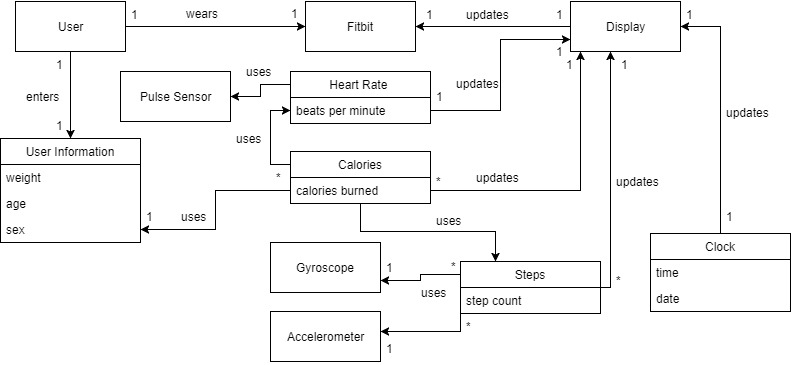 User
1
wears
1
Fitbit
1
updates
1
Display
1
1
enters
1
Pulse Sensor
uses
Heart Rate
beats per minute
1
updates
1
1
1
uses
updates
User Information
weight
age
sex
1
uses
*
Calories
calories burned
*
updates
updates
uses
1
Clock
time
date
Gyroscope
1
uses
*
Steps
step count
*
*
Accelerometer
1